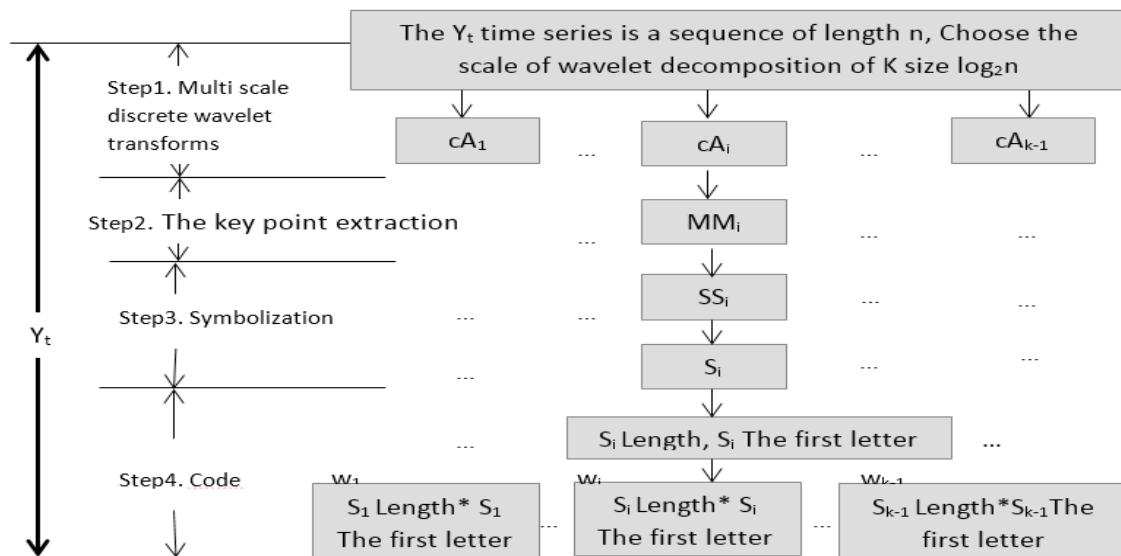 The Yₜ time series is a sequence of length n, Choose the
scale of wavelet decomposition of K size log₂n
Step1. Multi scale
discrete wavelet
transforms
cA₁
...
cAᵢ
...
cAₖ₋₁
Step2. The key point extraction
...
MMᵢ
...
...
Step3. Symbolization
...
...
SSᵢ
...
...
Yₜ
...
Sᵢ
...
...
...
Sᵢ Length, Sᵢ The first letter
...
Step4. Code
W₁
Wᵢ
Wₖ₋₁
S₁ Length* S₁
The first letter
...
Sᵢ Length* Sᵢ
The first letter
...
Sₖ₋₁ Length*Sₖ₋₁The
first letter